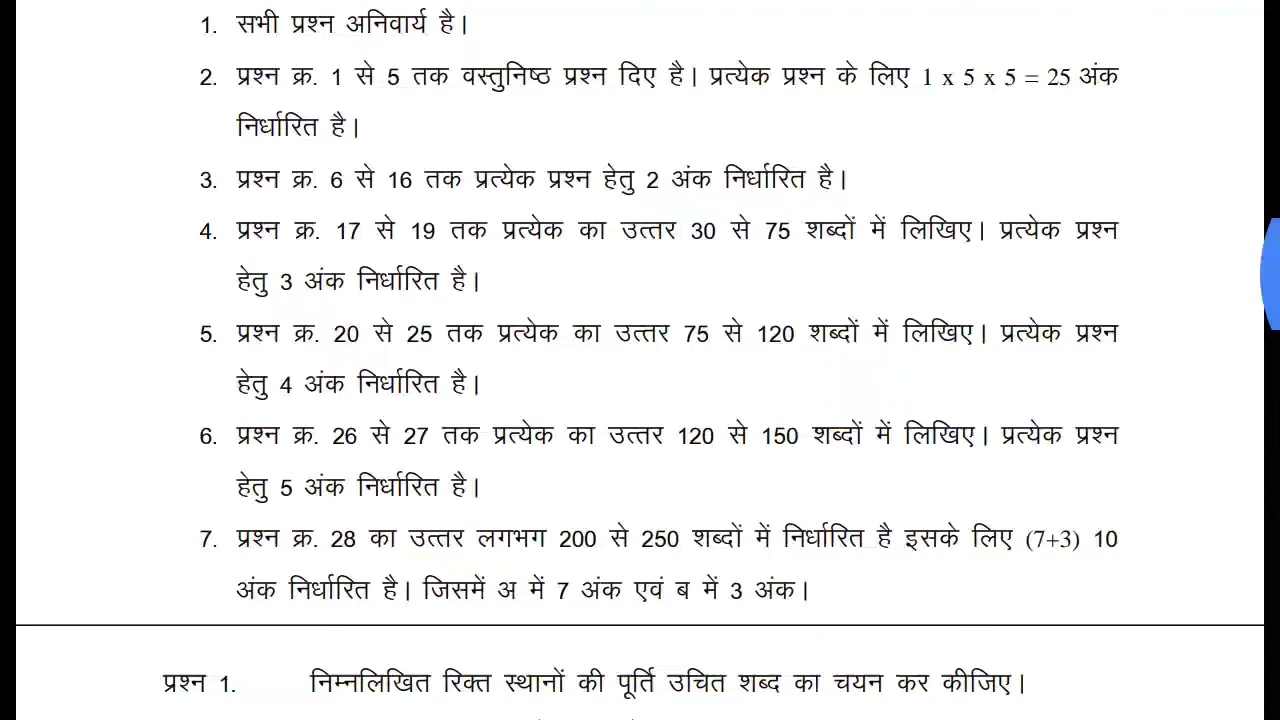 1. सभी प्रश्न अनिवार्य है।
2. प्रश्न क्र. 1 से 5 तक वस्तुनिष्ठ प्रश्न दिए है। प्रत्येक प्रश्न के लिए 1 x 5 x 5 = 25 अंक
निर्धारित है।
3. प्रश्न क्र. 6 से 16 तक प्रत्येक प्रश्न हेतु 2 अंक निर्धारित है।
4. प्रश्न क्र. 17 से 19 तक प्रत्येक का उत्तर 30 से 75 शब्दों में लिखिए। प्रत्येक प्रश्न
हेतु 3 अंक निर्धारित है।
5. प्रश्न क्र. 20 से 25 तक प्रत्येक का उत्तर 75 से 120 शब्दों में लिखिए। प्रत्येक प्रश्न
हेतु 4 अंक निर्धारित है।
6. प्रश्न क्र. 26 से 27 तक प्रत्येक का उत्तर 120 से 150 शब्दों में लिखिए। प्रत्येक प्रश्न
हेतु 5 अंक निर्धारित है।
7. प्रश्न क्र. 28 का उत्तर लगभग 200 से 250 शब्दों में निर्धारित है इसके लिए (7+3) 10
अंक निर्धारित है। जिसमें अ में 7 अंक एवं ब में 3 अंक।
प्रश्न 1. निम्नलिखित रिक्त स्थानों की पूर्ति उचित शब्द का चयन कर कीजिए।